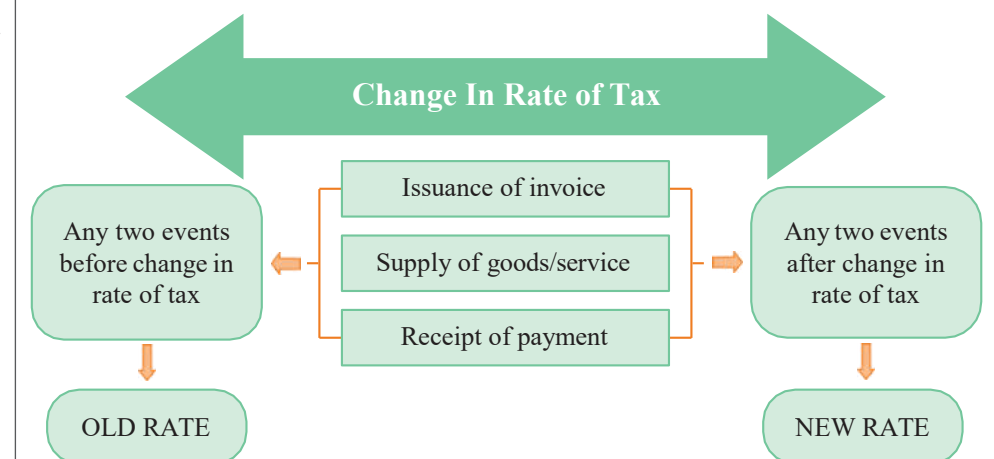 Change In Rate of Tax
Issuance of invoice
Supply of goods/service
Receipt of payment
Any two events
before change in
rate of tax
OLD RATE
Any two events
after change in
rate of tax
NEW RATE